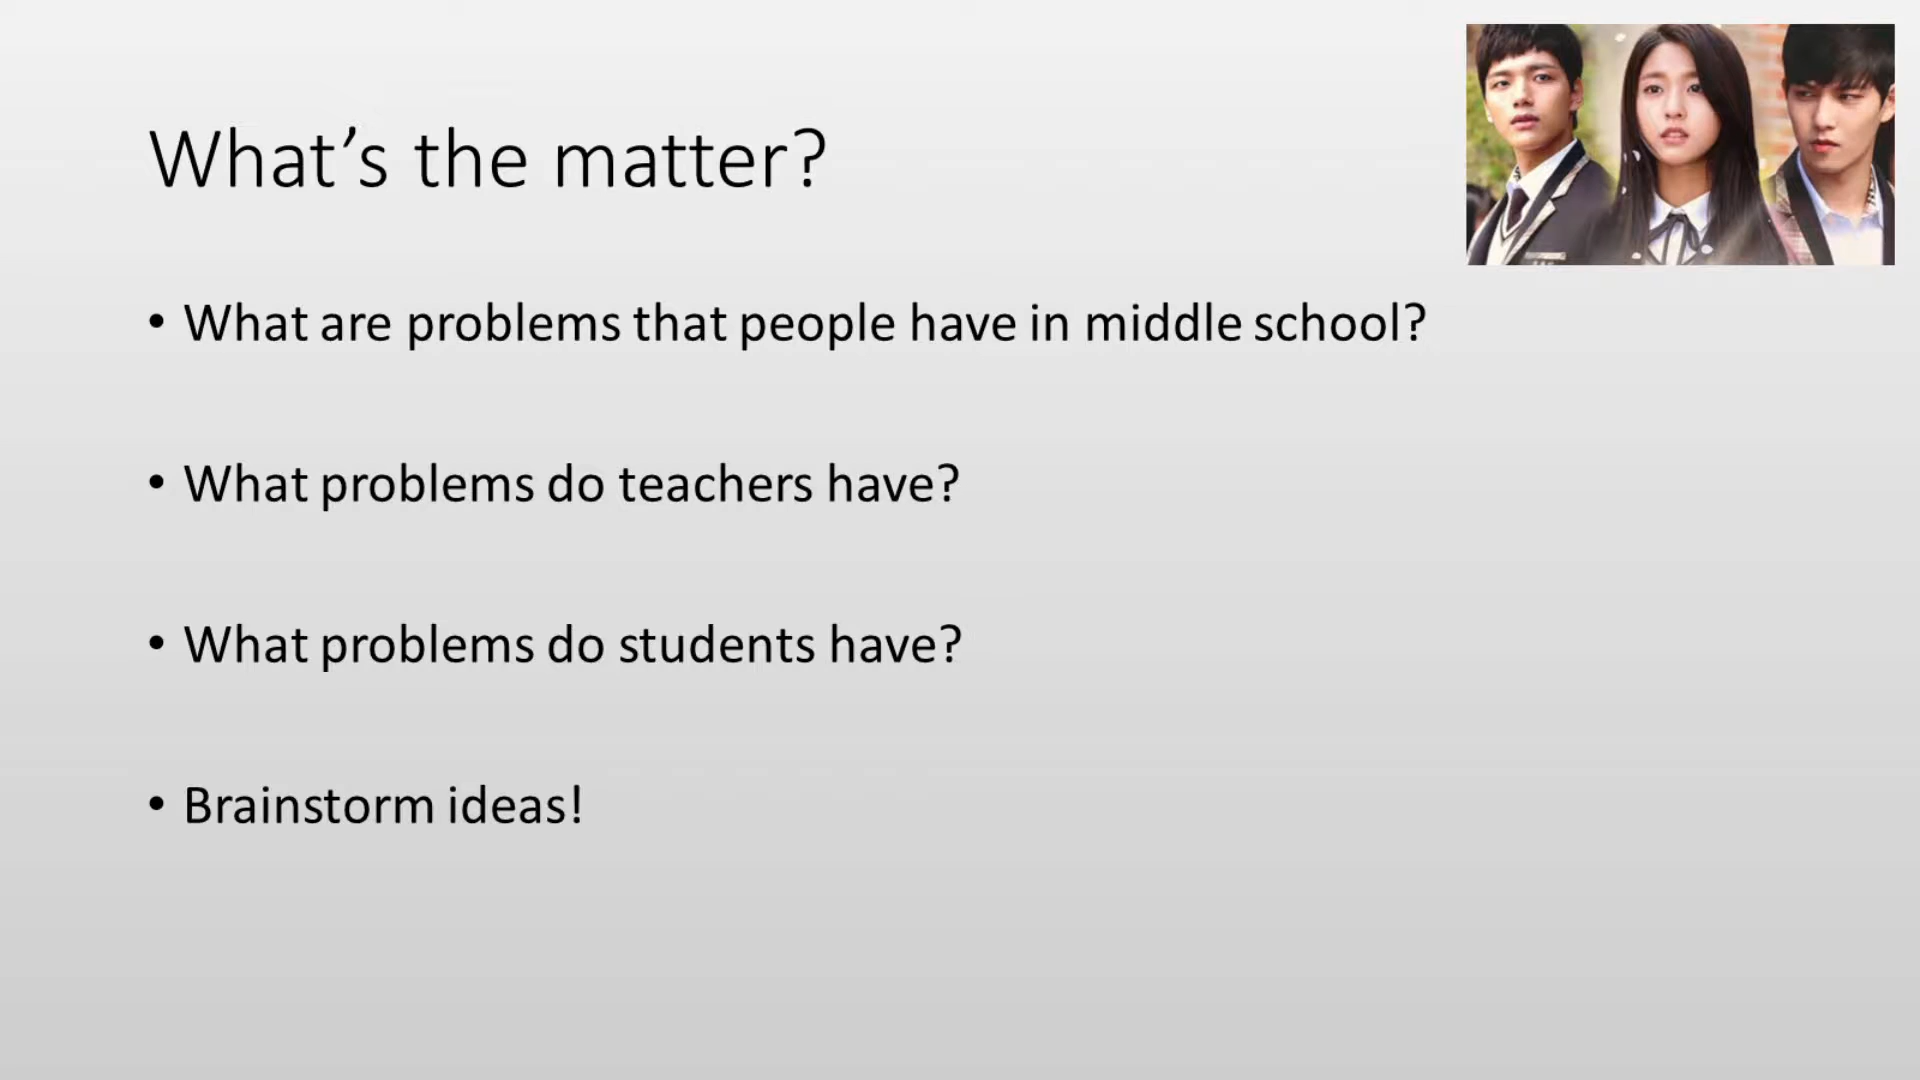 What’s the matter?
• What are problems that people have in middle school?
• What problems do teachers have?
• What problems do students have?
• Brainstorm ideas!